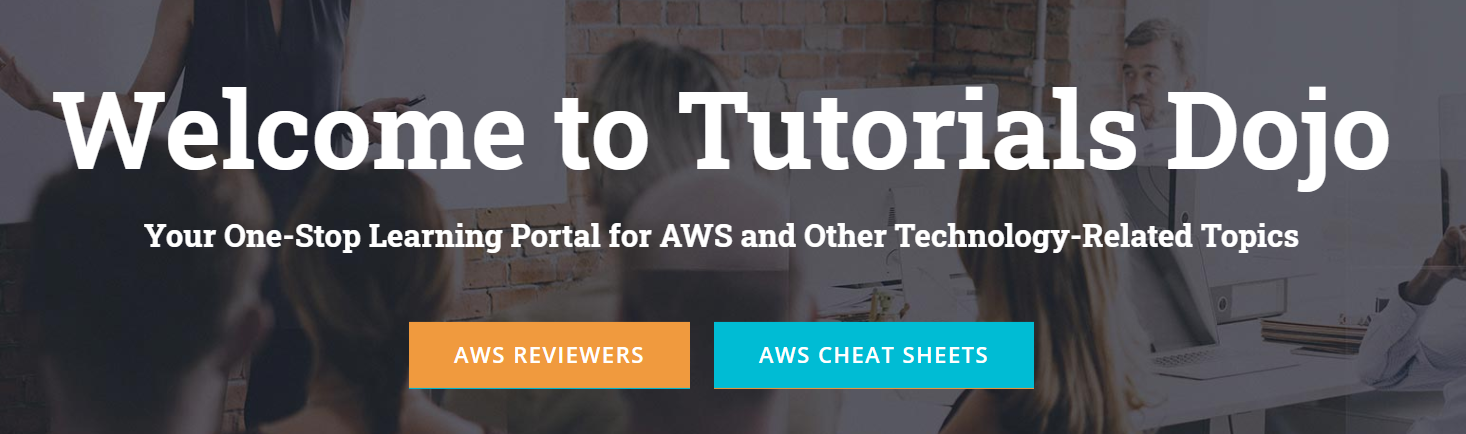 Welcome to Tutorials Dojo
Your One-Stop Learning Portal for AWS and Other Technology-Related Topics
AWS REVIEWERS
AWS CHEAT SHEETS